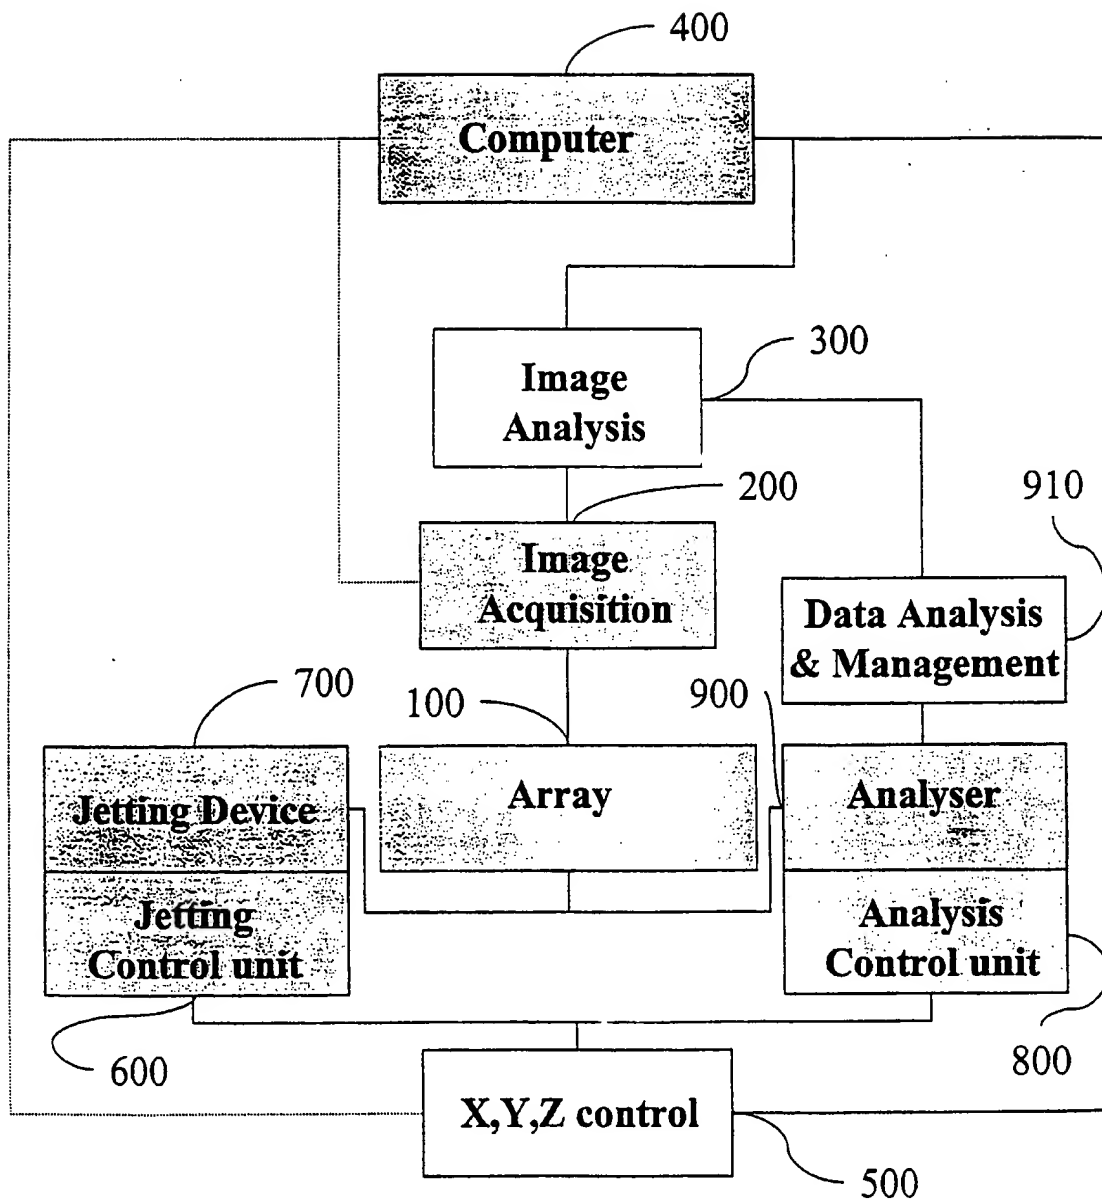 400
Computer
300
Image
Analysis
200
910
Image
Acquisition
Data Analysis
& Management
700
100
900
Jetting Device
Array
Analyser
Jetting
Control unit
Analysis
Control unit
600
800
X,Y,Z control
500